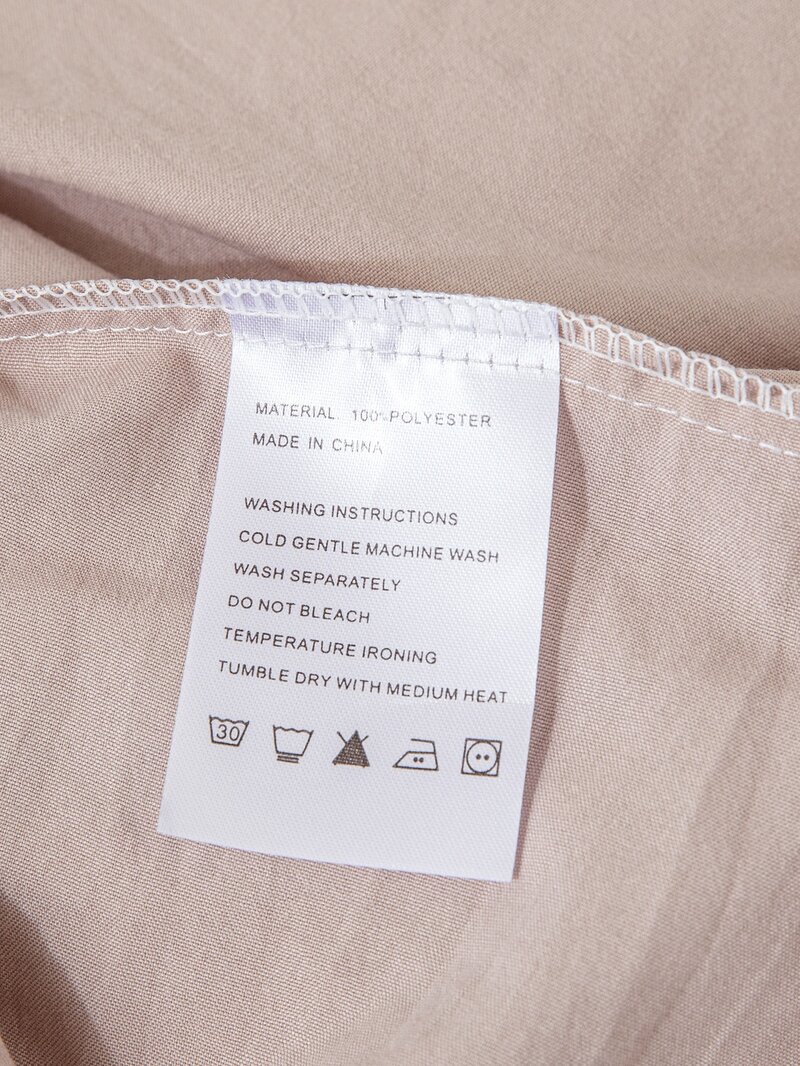 MATERIAL: 100%POLYESTER
MADE IN CHINA
WASHING INSTRUCTIONS
COLD GENTLE MACHINE WASH
WASH SEPARATELY
DO NOT BLEACH
TEMPERATURE IRONING
TUMBLE DRY WITH MEDIUM HEAT
30